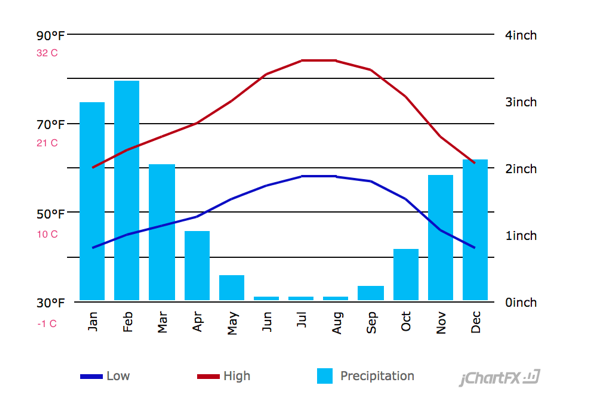 90°F
32 C
70°F
21 C
50°F
10 C
30°F
-1 C
4inch
3inch
2inch
1inch
0inch
Jan
Feb
Mar
Apr
May
Jun
Jul
Aug
Sep
Oct
Nov
Dec
Low
High
Precipitation
jChartFX